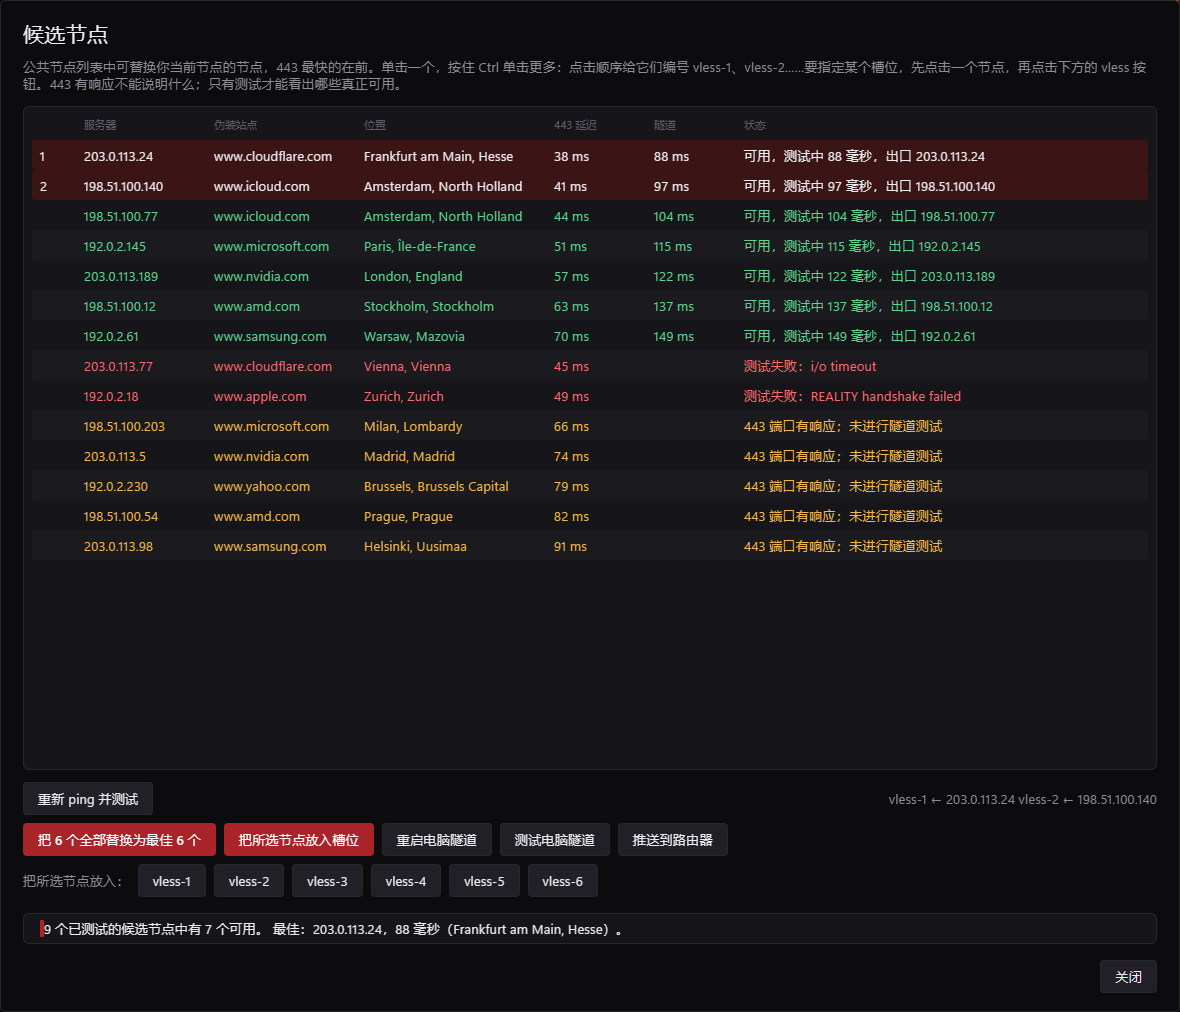 候选节点
公共节点列表中可替换你当前节点的节点，443 最快的在前。单击一个，按住 Ctrl 单击更多：点击顺序给它们编号 vless-1、vless-2……要指定某个槽位，先点击一个节点，再点击下方的 vless 按
钮。443 有响应不能说明什么；只有测试才能看出哪些真正可用。
服务器 伪装站点 位置 443 延迟 隧道 状态
1 203.0.113.24 www.cloudflare.com Frankfurt am Main, Hesse 38 ms 88 ms 可用，测试中 88 毫秒，出口 203.0.113.24
2 198.51.100.140 www.icloud.com Amsterdam, North Holland 41 ms 97 ms 可用，测试中 97 毫秒，出口 198.51.100.140
198.51.100.77 www.icloud.com Amsterdam, North Holland 44 ms 104 ms 可用，测试中 104 毫秒，出口 198.51.100.77
192.0.2.145 www.microsoft.com Paris, Île-de-France 51 ms 115 ms 可用，测试中 115 毫秒，出口 192.0.2.145
203.0.113.189 www.nvidia.com London, England 57 ms 122 ms 可用，测试中 122 毫秒，出口 203.0.113.189
198.51.100.12 www.amd.com Stockholm, Stockholm 63 ms 137 ms 可用，测试中 137 毫秒，出口 198.51.100.12
192.0.2.61 www.samsung.com Warsaw, Mazovia 70 ms 149 ms 可用，测试中 149 毫秒，出口 192.0.2.61
203.0.113.77 www.cloudflare.com Vienna, Vienna 45 ms 测试失败：i/o timeout
192.0.2.18 www.apple.com Zurich, Zurich 49 ms 测试失败：REALITY handshake failed
198.51.100.203 www.microsoft.com Milan, Lombardy 66 ms 443 端口有响应；未进行隧道测试
203.0.113.5 www.nvidia.com Madrid, Madrid 74 ms 443 端口有响应；未进行隧道测试
192.0.2.230 www.yahoo.com Brussels, Brussels Capital 79 ms 443 端口有响应；未进行隧道测试
198.51.100.54 www.amd.com Prague, Prague 82 ms 443 端口有响应；未进行隧道测试
203.0.113.98 www.samsung.com Helsinki, Uusimaa 91 ms 443 端口有响应；未进行隧道测试
重新 ping 并测试 vless-1 ← 203.0.113.24 vless-2 ← 198.51.100.140
把 6 个全部替换为最佳 6 个 把所选节点放入槽位 重启电脑隧道 测试电脑隧道 推送到路由器
把所选节点放入： vless-1 vless-2 vless-3 vless-4 vless-5 vless-6
9 个已测试的候选节点中有 7 个可用。 最佳：203.0.113.24，88 毫秒（Frankfurt am Main, Hesse）。
关闭